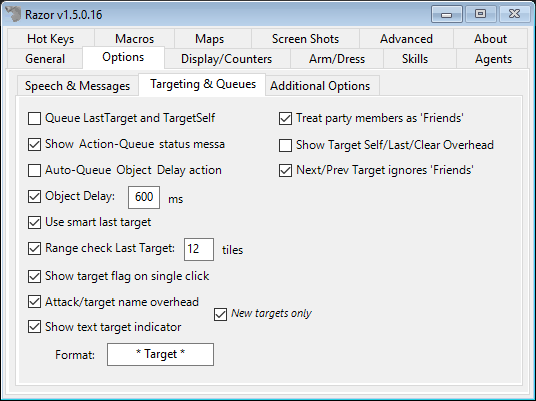 Razor v1.5.0.16
Hot Keys Macros Maps Screen Shots Advanced About
General Options Display/Counters Arm/Dress Skills Agents
Speech & Messages Targeting & Queues Additional Options
Queue LastTarget and TargetSelf
Show Action-Queue status messa
Auto-Queue Object Delay action
Object Delay: 600 ms
Use smart last target
Range check Last Target: 12 tiles
Show target flag on single click
Attack/target name overhead
New targets only
Show text target indicator
Format: * Target *
Treat party members as 'Friends'
Show Target Self/Last/Clear Overhead
Next/Prev Target ignores 'Friends'